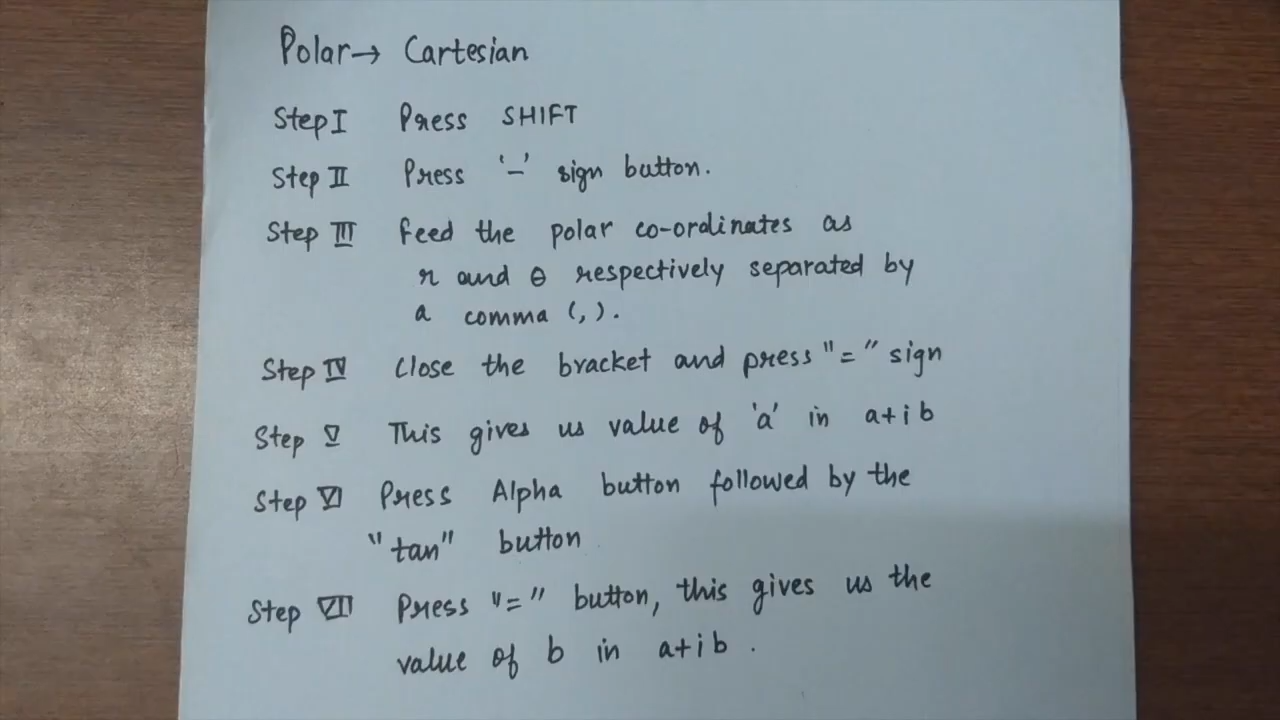 Polar→ Cartesian
Step I Press SHIFT
Step II Press '-' sign button.
Step III Feed the polar co-ordinates as
r and θ respectively separated by
a comma (,).
Step IV Close the bracket and press "=" sign
Step V This gives us value of 'a' in a+ib
Step VI Press Alpha button followed by the
"tan" button
Step VII Press "=" button, this gives us the
value of b in a+ib.